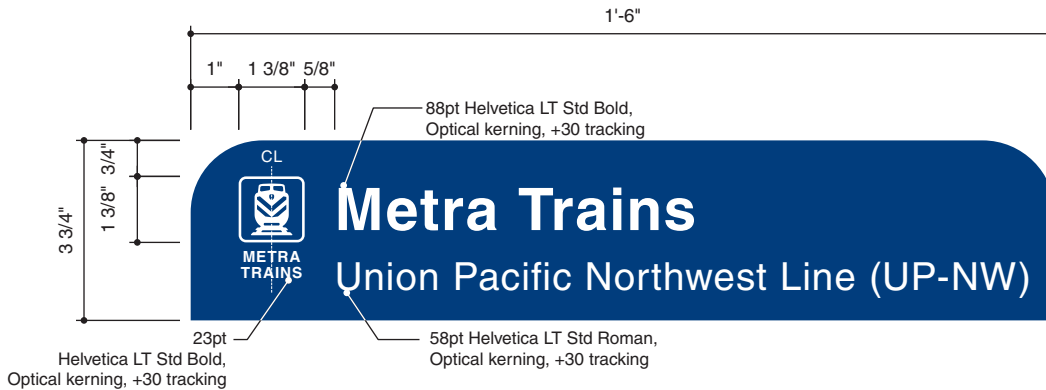 1'-6"
1" 1 3/8" 5/8"
88pt Helvetica LT Std Bold,
Optical kerning, +30 tracking
3 3/4"
1 3/8" 3/4"
CL
METRA
TRAINS
Metra Trains
Union Pacific Northwest Line (UP-NW)
23pt
Helvetica LT Std Bold,
Optical kerning, +30 tracking
58pt Helvetica LT Std Roman,
Optical kerning, +30 tracking